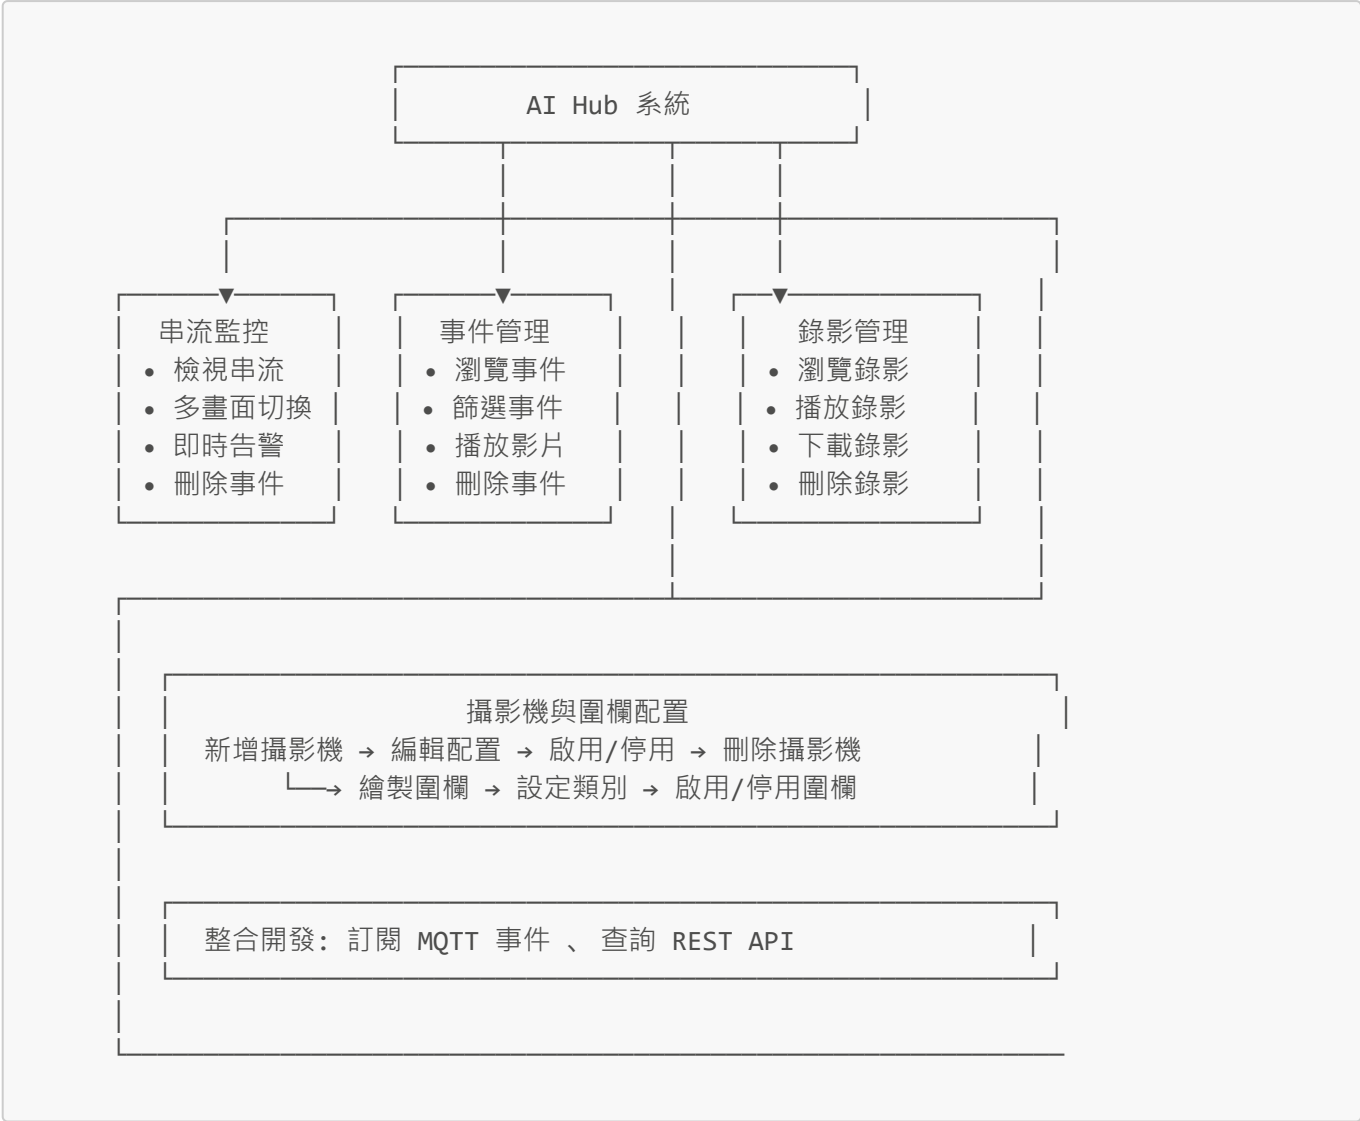 AI Hub 系統
串流監控 事件管理 錄影管理
• 檢視串流 • 瀏覽事件 • 瀏覽錄影
• 多畫面切換 • 篩選事件 • 播放錄影
• 即時告警 • 播放影片 • 下載錄影
• 刪除事件 • 刪除事件 • 刪除錄影
攝影機與圍欄配置
新增攝影機 → 編輯配置 → 啟用/停用 → 刪除攝影機
└─→ 繪製圍欄 → 設定類別 → 啟用/停用圍欄
整合開發: 訂閱 MQTT 事件 、 查詢 REST API